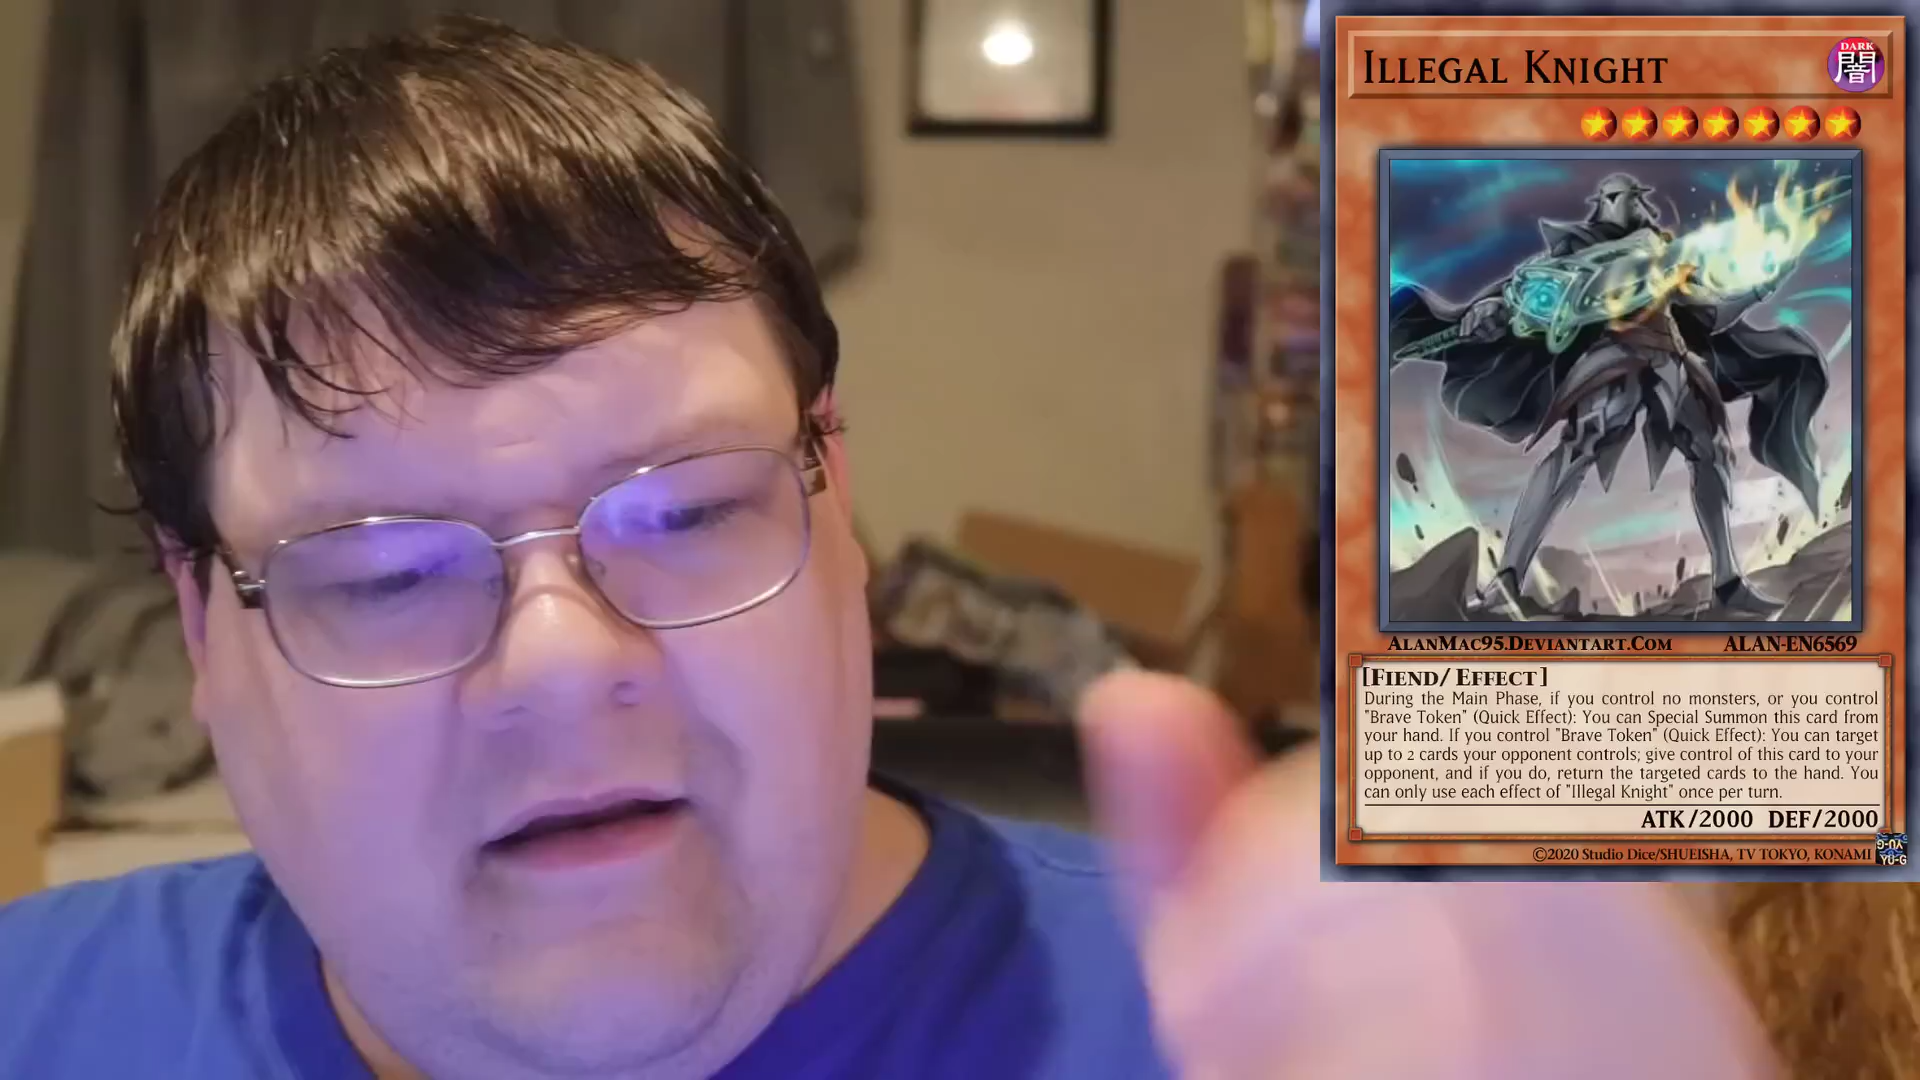 ILLEGAL KNIGHT
DARK
闇
ALANMAC95.DEVIANTART.COM ALAN-EN6569
[FIEND/ EFFECT]
During the Main Phase, if you control no monsters, or you control
"Brave Token" (Quick Effect): You can Special Summon this card from
your hand. If you control "Brave Token" (Quick Effect): You can target
up to 2 cards your opponent controls; give control of this card to your
opponent, and if you do, return the targeted cards to the hand. You
can only use each effect of "Illegal Knight" once per turn.
ATK/2000 DEF/2000
©2020 Studio Dice/SHUEISHA, TV TOKYO, KONAMI